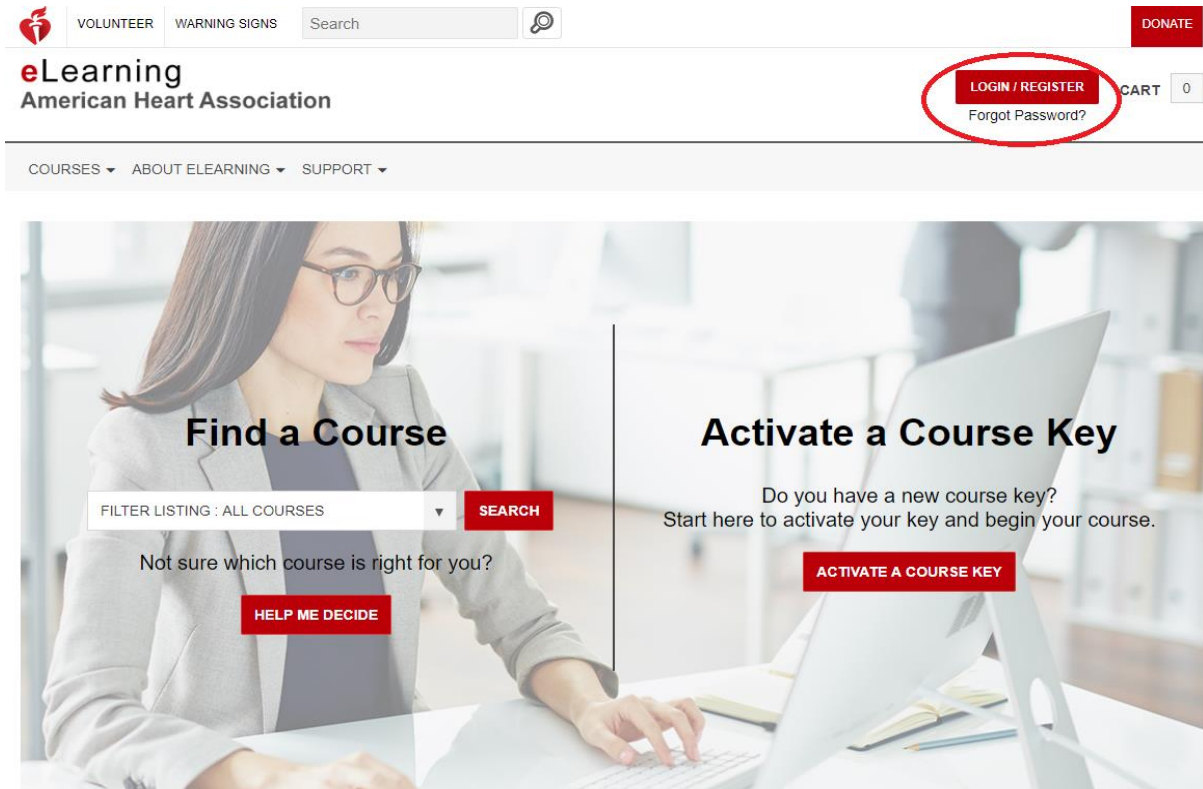 VOLUNTEER WARNING SIGNS Search DONATE
eLearning
American Heart Association
LOGIN / REGISTER
Forgot Password?
CART 0
COURSES ABOUT ELEARNING SUPPORT
Find a Course
FILTER LISTING : ALL COURSES SEARCH
Not sure which course is right for you?
HELP ME DECIDE
Activate a Course Key
Do you have a new course key?
Start here to activate your key and begin your course.
ACTIVATE A COURSE KEY